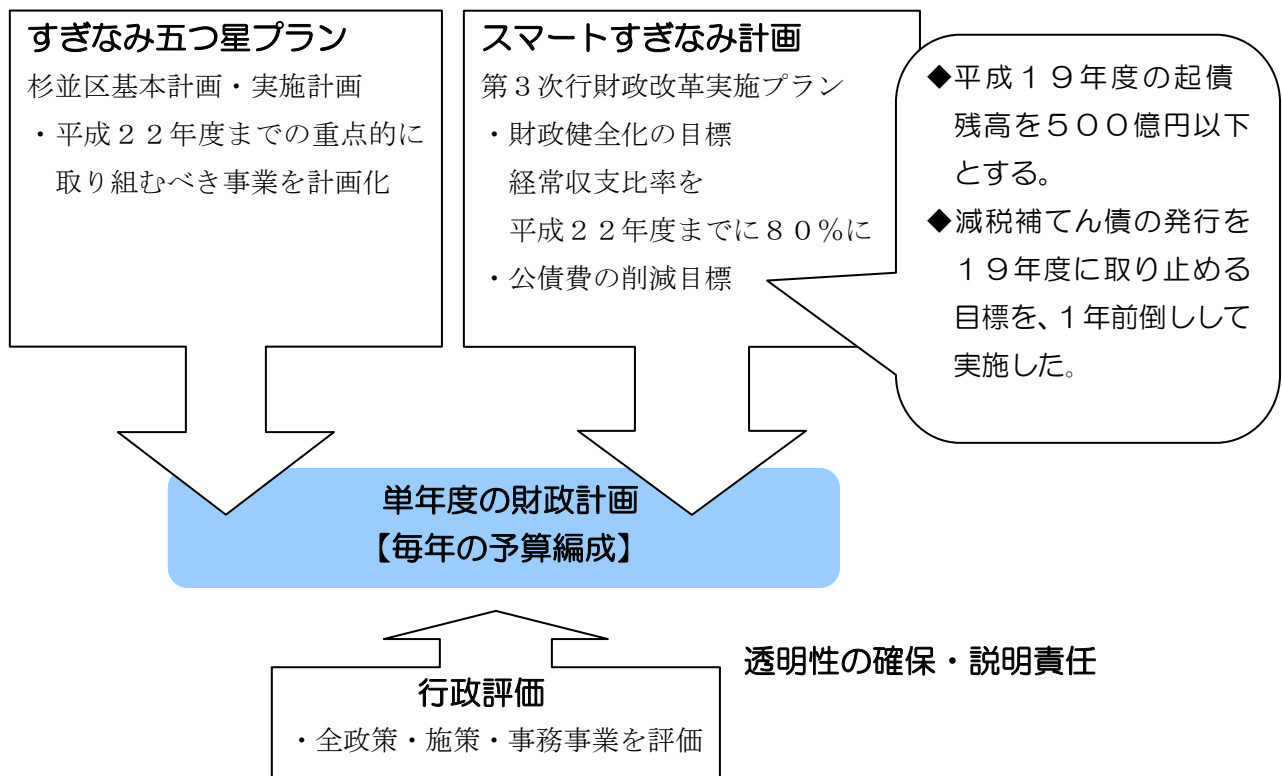 すぎなみ五つ星プラン
杉並区基本計画・実施計画
・平成２２年度までの重点的に
取り組むべき事業を計画化
スマートすぎなみ計画
第３次行財政改革実施プラン
・財政健全化の目標
経常収支比率を
平成２２年度までに８０％に
・公債費の削減目標
◆平成１９年度の起債
残高を５００億円以下
とする。
◆減税補てん債の発行を
１９年度に取り止める
目標を、１年前倒しして
実施した。
単年度の財政計画
【毎年の予算編成】
透明性の確保・説明責任
行政評価
・全政策・施策・事務事業を評価